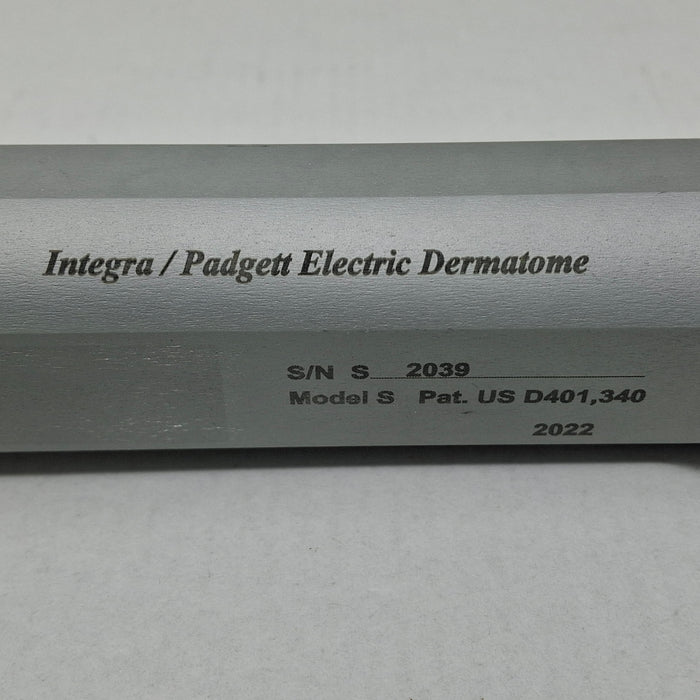 Integra / Padgett Electric Dermatome
S/N S 2039
Model S Pat. US D401,340
2022